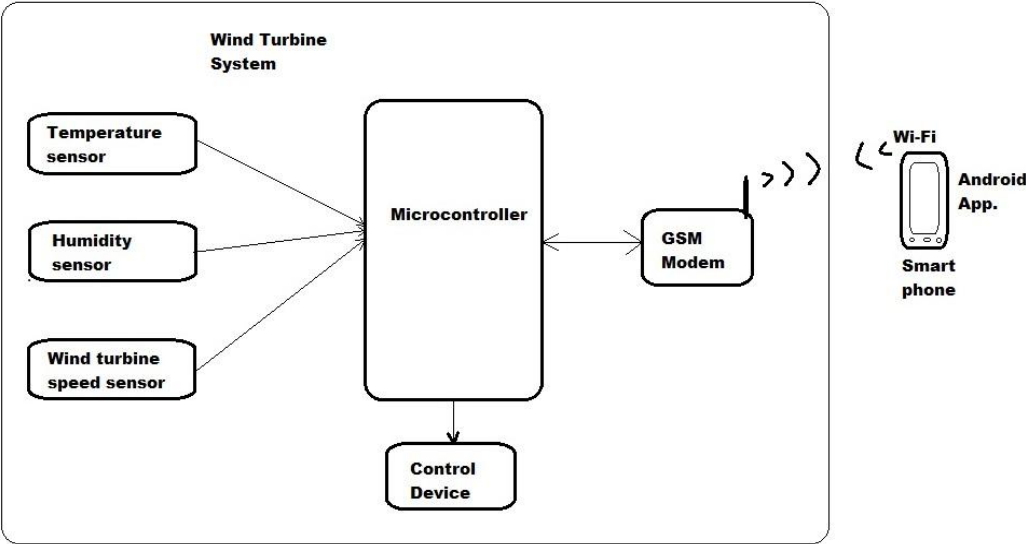 Wind Turbine
System
Temperature
sensor
Humidity
sensor
Wind turbine
speed sensor
Microcontroller
GSM
Modem
Control
Device
Wi-Fi
Android
App.
Smart
phone